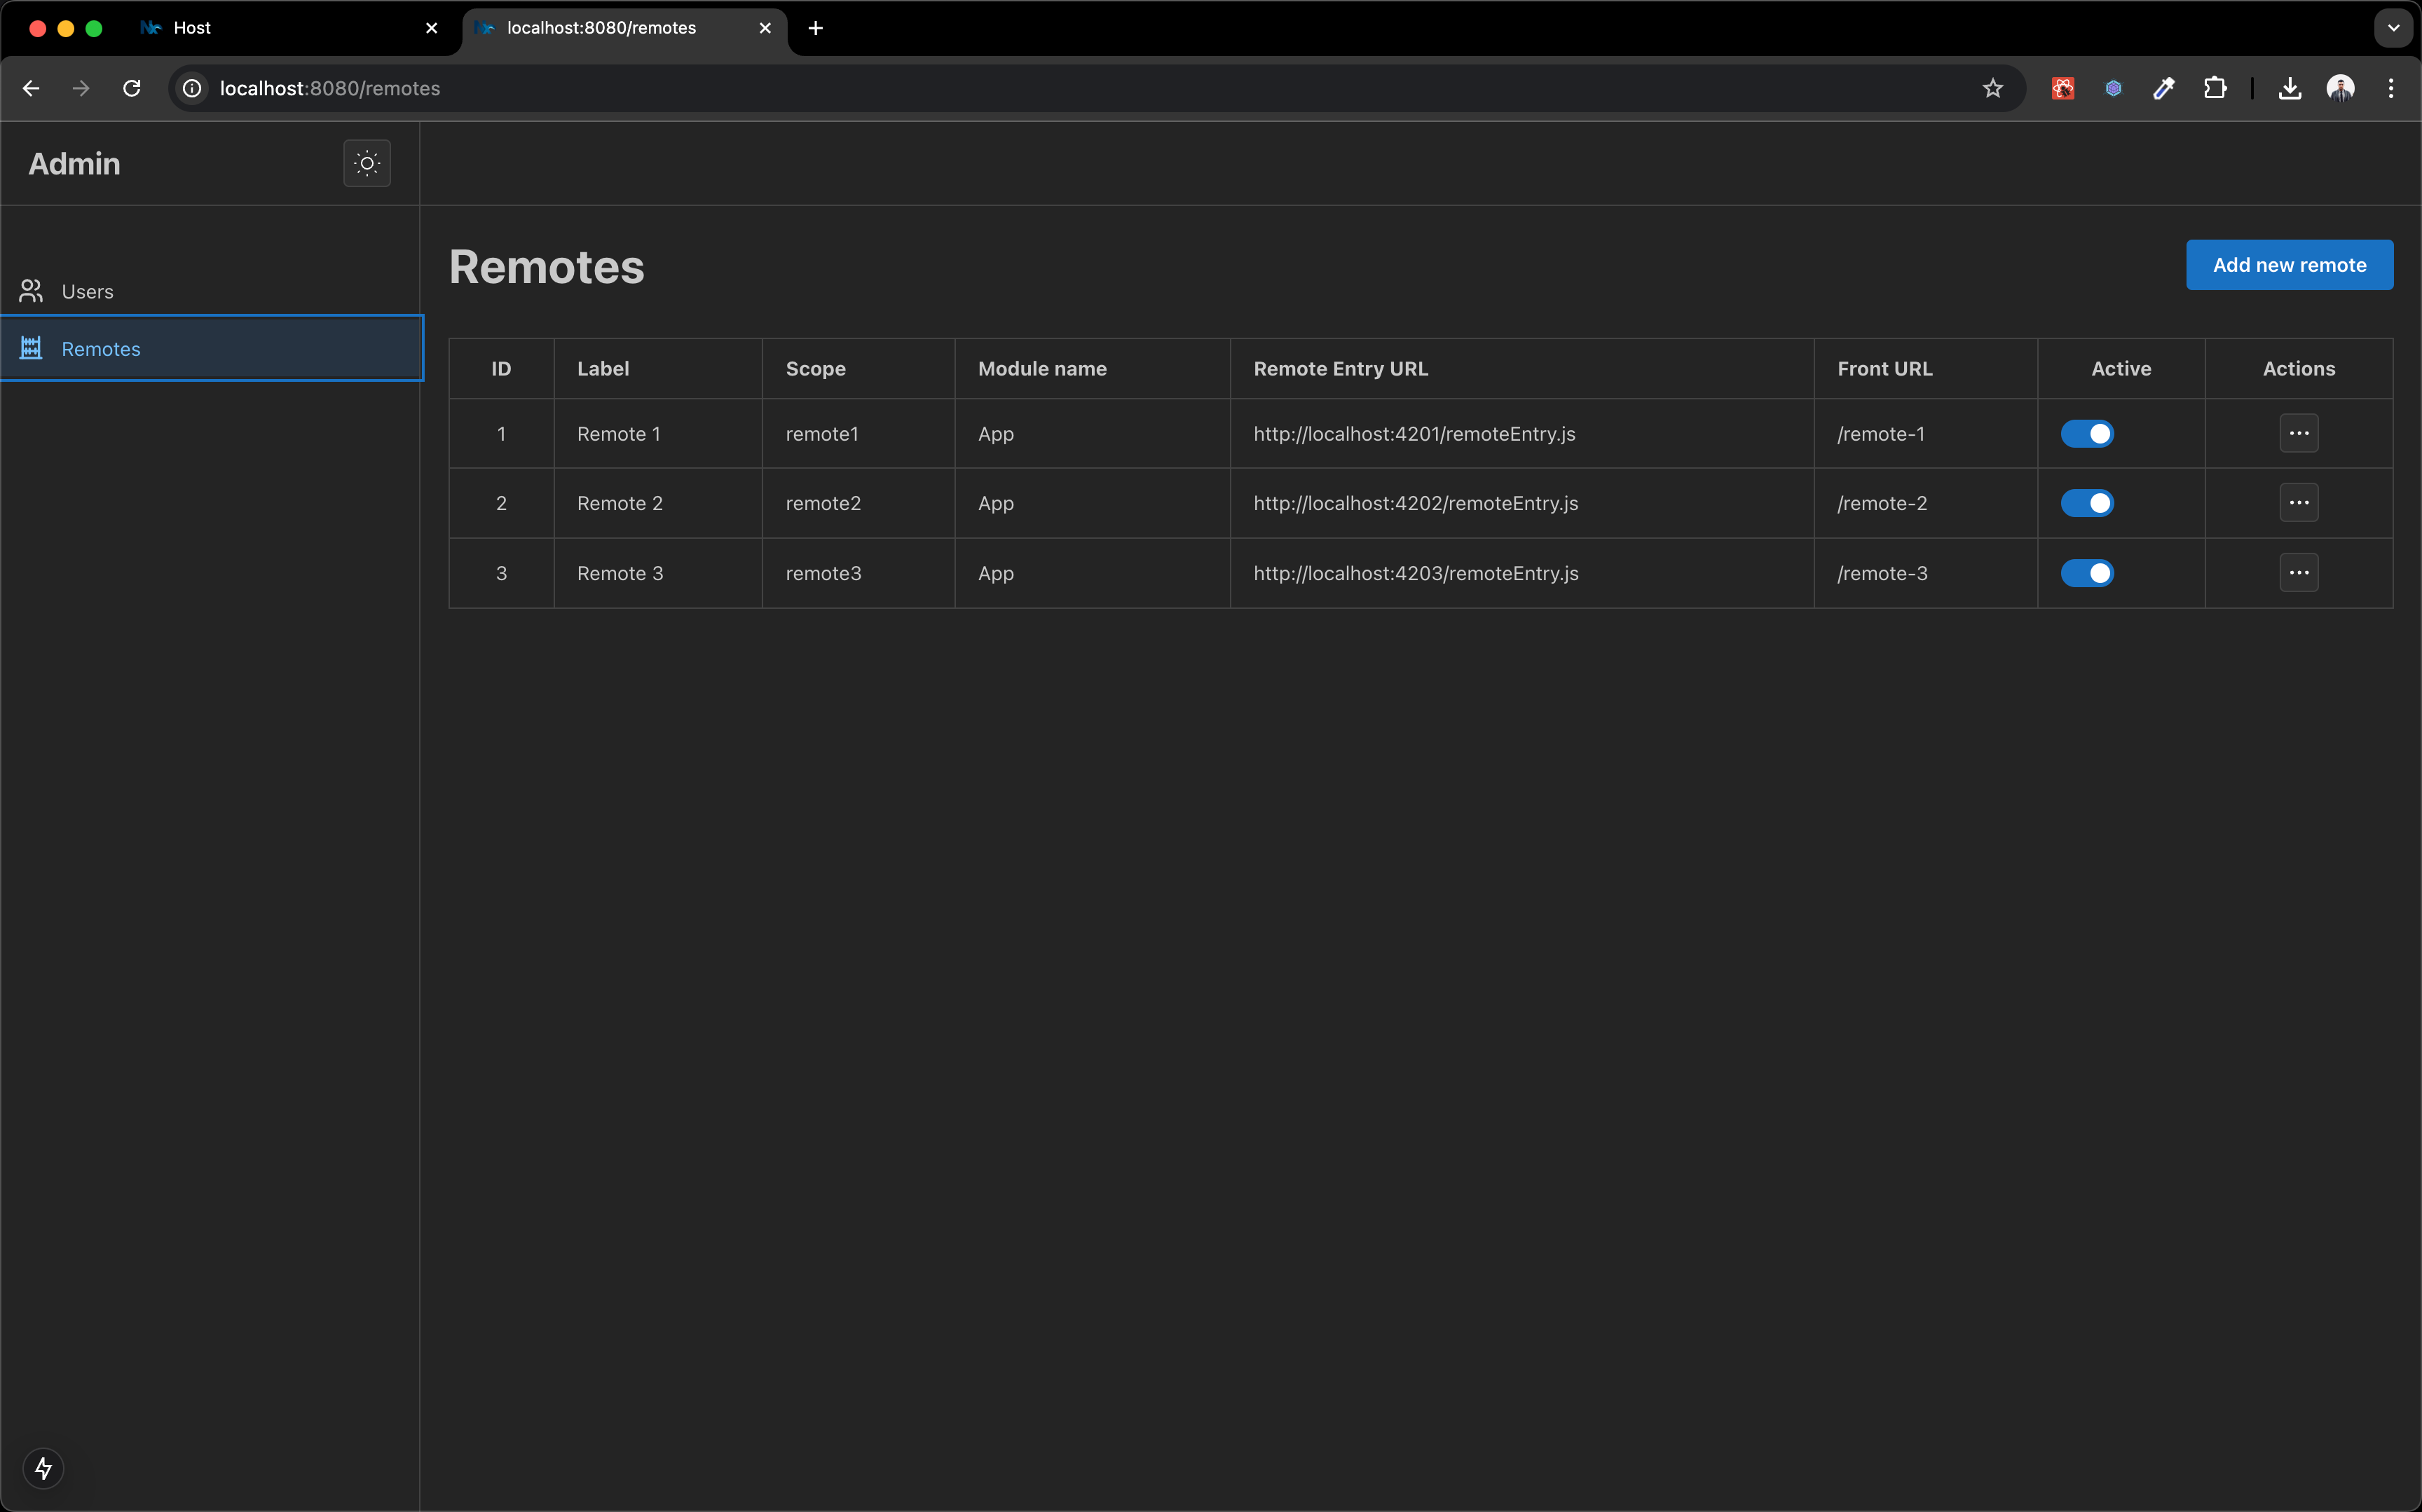 Host
localhost:8080/remotes
localhost:8080/remotes
Admin
Users
Remotes
Remotes
Add new remote
ID Label Scope Module name Remote Entry URL Front URL Active Actions
1 Remote 1 remote1 App http://localhost:4201/remoteEntry.js /remote-1
2 Remote 2 remote2 App http://localhost:4202/remoteEntry.js /remote-2
3 Remote 3 remote3 App http://localhost:4203/remoteEntry.js /remote-3